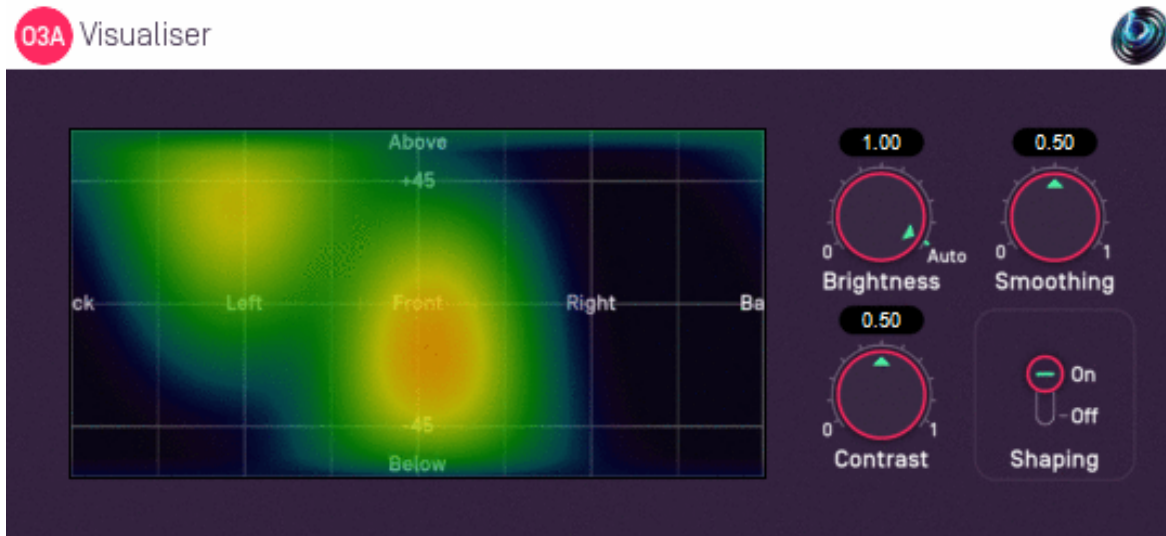 O3A Visualiser
Above
+45
ck Left Front Right Ba
-45
Below
1.00
0 Auto
Brightness
0.50
0 1
Smoothing
0.50
0 1
Contrast
On
Off
Shaping